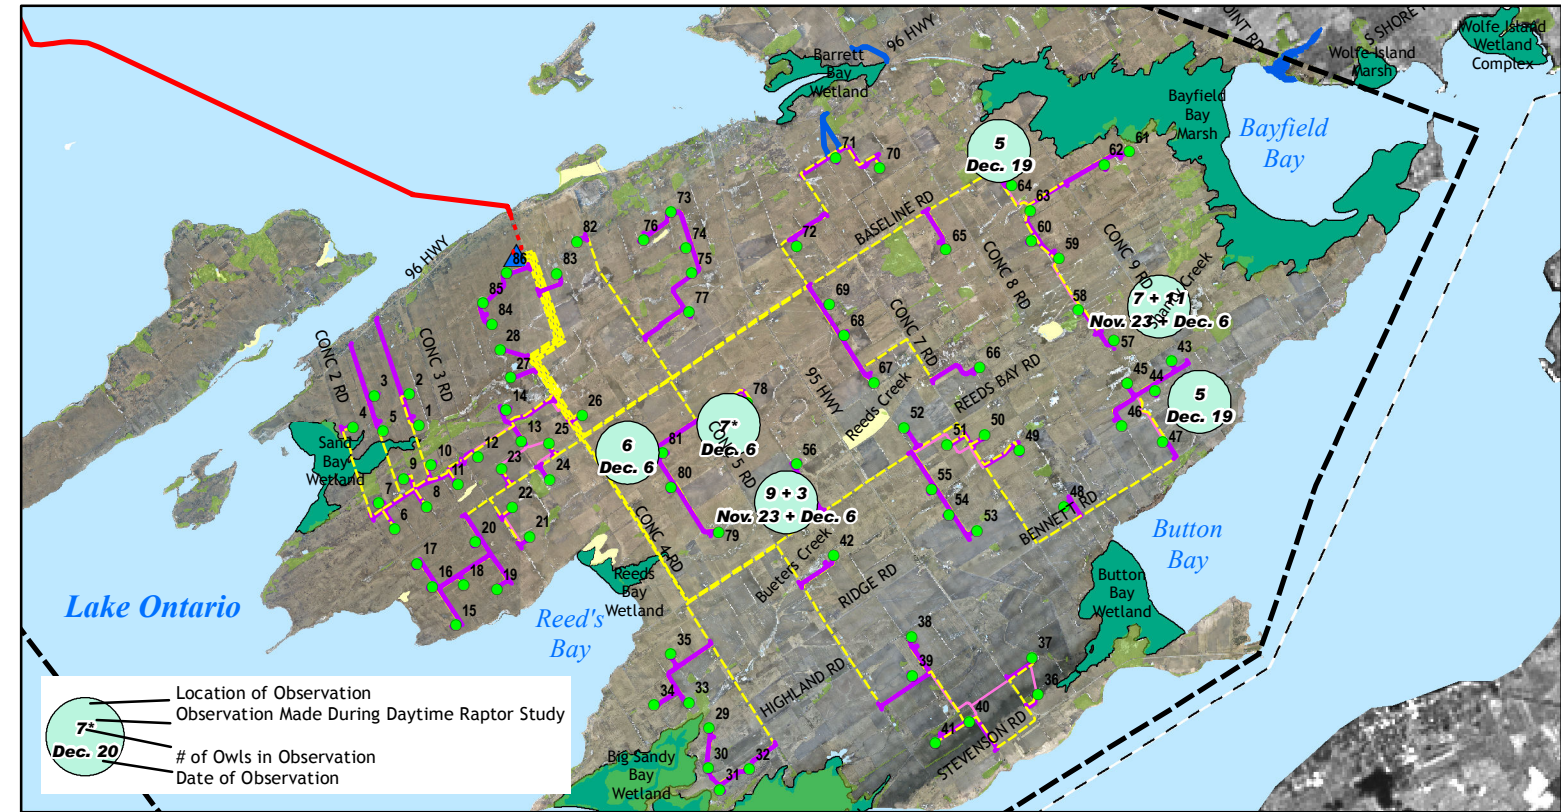 96 HWY
POINT RD
S SHORE
Wolfe Island
Wetland
Complex
Wolfe Island
Marsh
Barrett
Bay
Wetland
Bayfield
Bay
Marsh
Bayfield
Bay
71
70
5
Dec. 19
61
62
64
63
60
59
65
BASELINE RD
CONC 8 RD
CONC 9 RD
Spamfy Creek
7 + 11
Nov. 23 + Dec. 6
58
57
73
76
74
75
77
72
82
83
86
85
84
96 HWY
28
27
CONC 2 RD
CONC 3 RD
3
2
4
5
1
14
26
13
25
12
10
11
9
8
7
6
23
24
22
21
20
Sand
Bay
Wetland
17
16
18
19
15
69
68
67
CONC 7 RD
66
REEDS BAY RD
95 HWY
Reeds Creek
78
7*
Dec. 6
CONC 5 RD
6
Dec. 6
81
80
79
56
9 + 3
Nov. 23 + Dec. 6
52
51
50
49
55
54
53
43
45
44
46
47
5
Dec. 19
48
BENNETT RD
Button
Bay
Button
Bay
Wetland
CONC 4 RD
Bueters Creek
42
RIDGE RD
Reeds
Bay
Wetland
Reed's
Bay
Lake Ontario
35
34
33
29
30
31
32
HIGHLAND RD
38
39
37
36
40
41
STEVENSON RD
Big Sandy
Bay
Wetland
7*
Dec. 20
Location of Observation
Observation Made During Daytime Raptor Study
# of Owls in Observation
Date of Observation